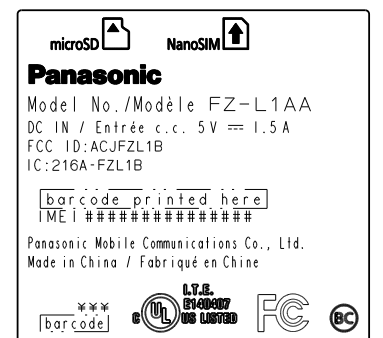 microSD NanoSIM
Panasonic
Model No./Modèle FZ-L1AA
DC IN / Entrée c.c. 5V ⎓ 1.5A
FCC ID:ACJFZL1B
IC:216A-FZL1B
barcode printed here
IMEI ###############
Panasonic Mobile Communications Co., Ltd.
Made in China / Fabriqué en Chine
¥¥¥
barcode
C UL I.T.E. E140407 US LISTED FC BC